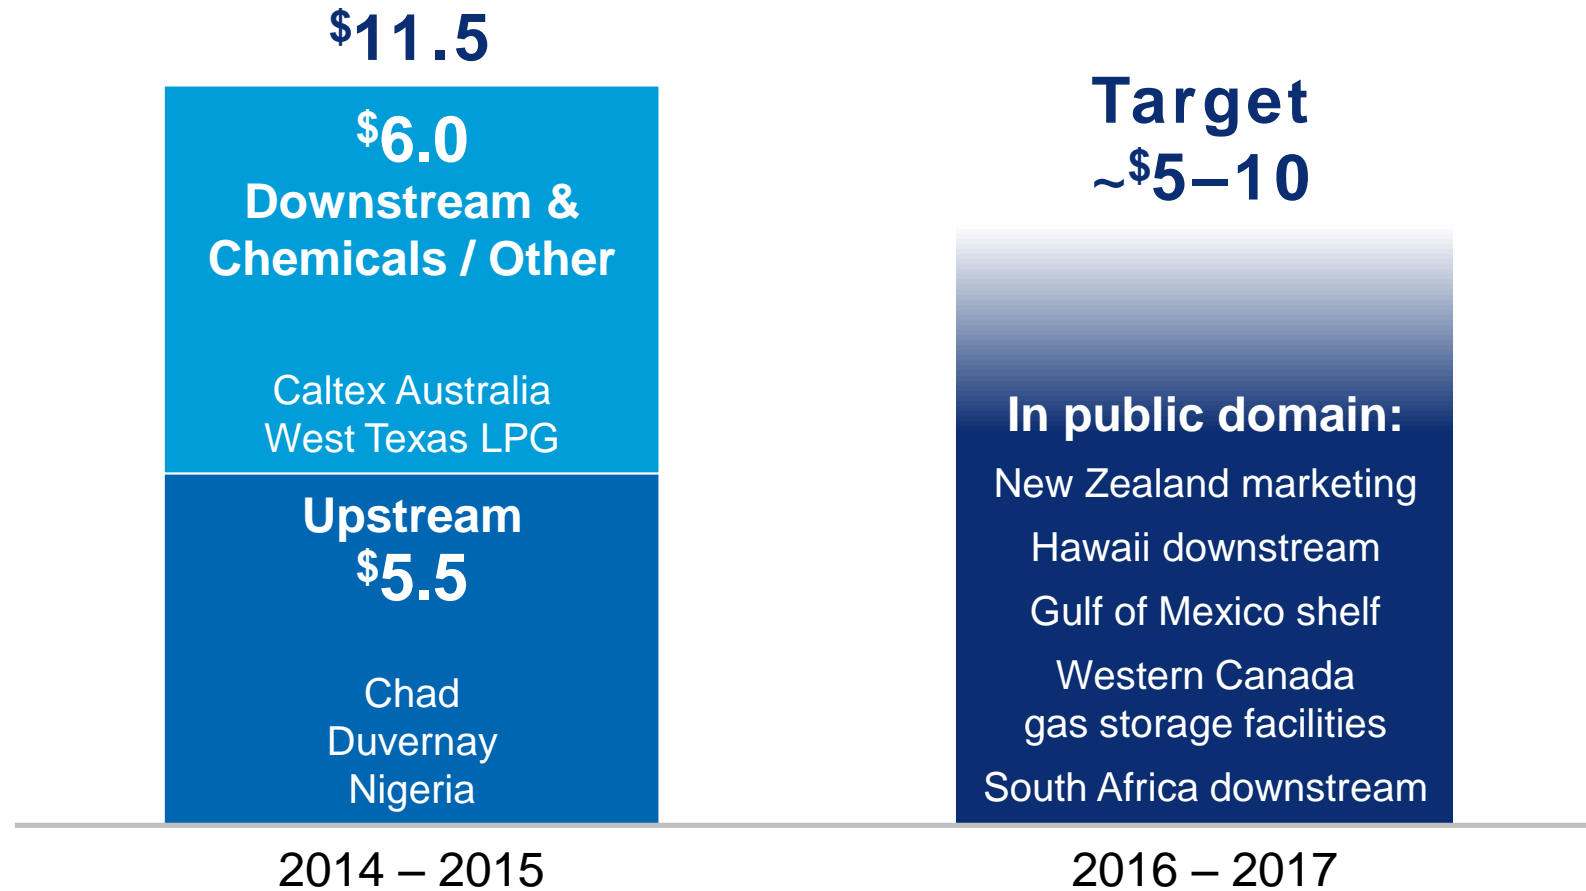 $11.5
$6.0
Downstream &
Chemicals / Other
Caltex Australia
West Texas LPG
Upstream
$5.5
Chad
Duvernay
Nigeria
2014 – 2015
Target
~$5–10
In public domain:
New Zealand marketing
Hawaii downstream
Gulf of Mexico shelf
Western Canada
gas storage facilities
South Africa downstream
2016 – 2017